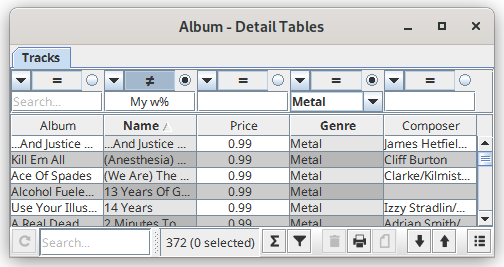 Album - Detail Tables
Tracks
= ≠ = = =
Search... My w% Metal
Album Name Price Genre Composer
...And Justice ... ...And Justice ... 0.99 Metal James Hetfiel...
Kill Em All (Anesthesia) ... 0.99 Metal Cliff Burton
Ace Of Spades (We Are) The ... 0.99 Metal Clarke/Kilmist...
Alcohol Fuele... 13 Years Of G... 0.99 Metal
Use Your Illus... 14 Years 0.99 Metal Izzy Stradlin/...
A Real Dead 2 Minutes To 0.99 Metal Adrian Smith/
Search... 372 (0 selected) Σ